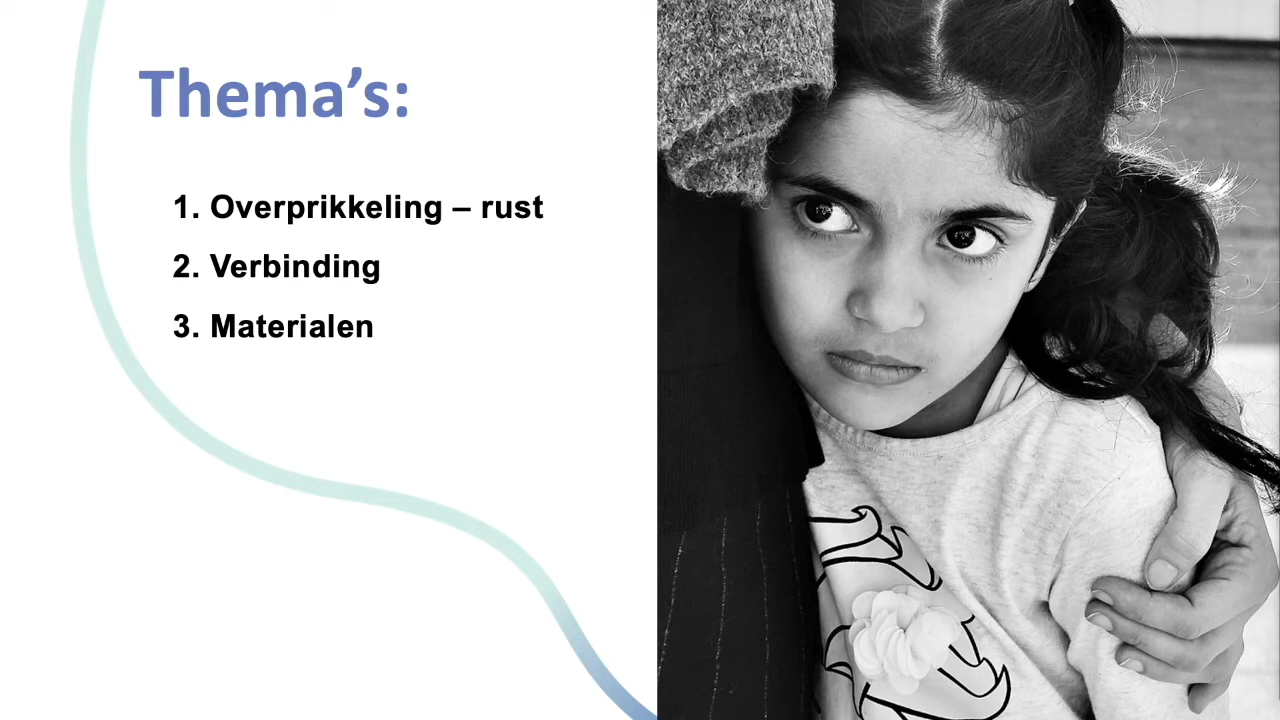 Thema’s:
1. Overprikkeling – rust
2. Verbinding
3. Materialen